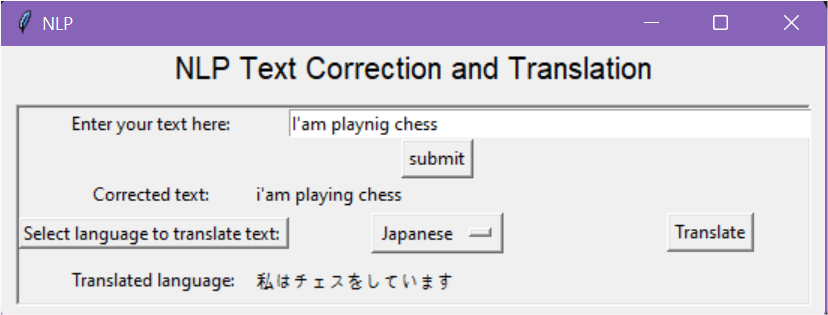 NLP
NLP Text Correction and Translation
Enter your text here: I'am playnig chess
submit
Corrected text: i'am playing chess
Select language to translate text: Japanese Translate
Translated language: 私はチェスをしています